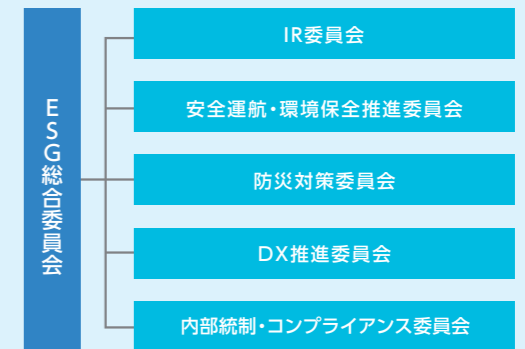 ESG総合委員会
IR委員会
安全運航・環境保全推進委員会
防災対策委員会
DX推進委員会
内部統制・コンプライアンス委員会